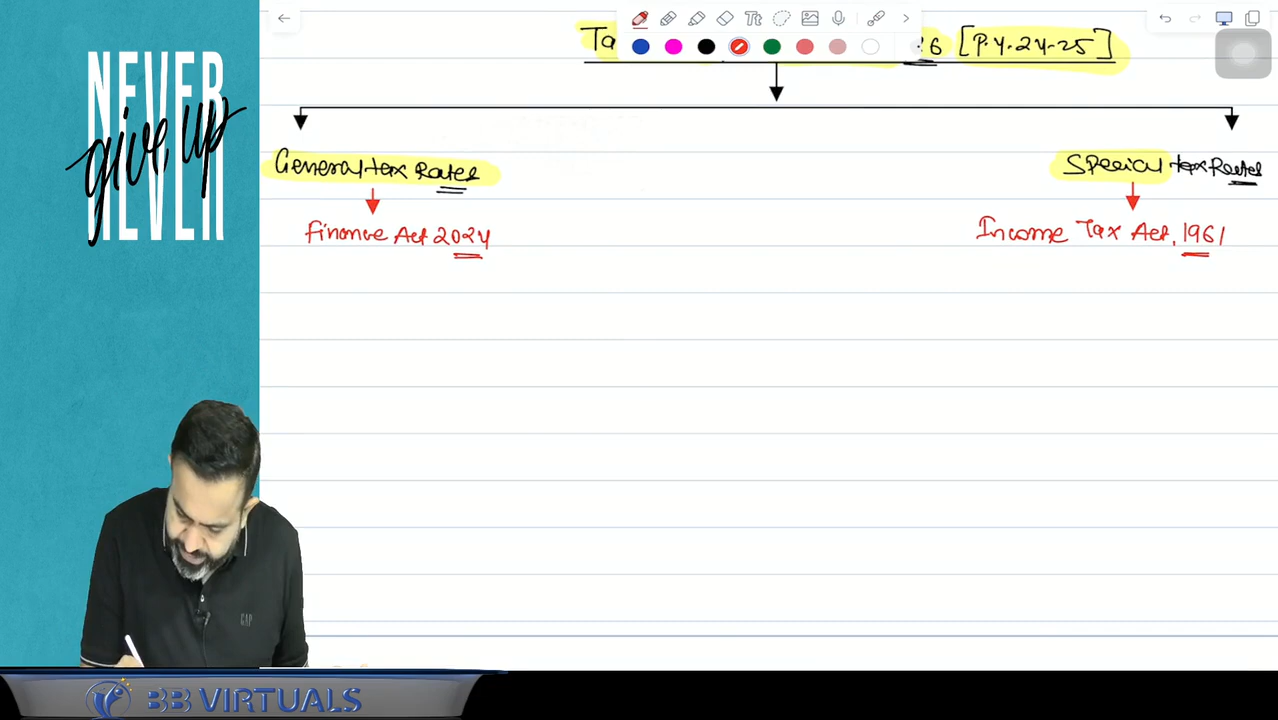 Ta 6 [P.Y.24-25]
NEVER
give up
NEVER
General tax Rates
Special tax Rates
Finance Act 2024
Income Tax Act, 1961
GAP
BB VIRTUALS